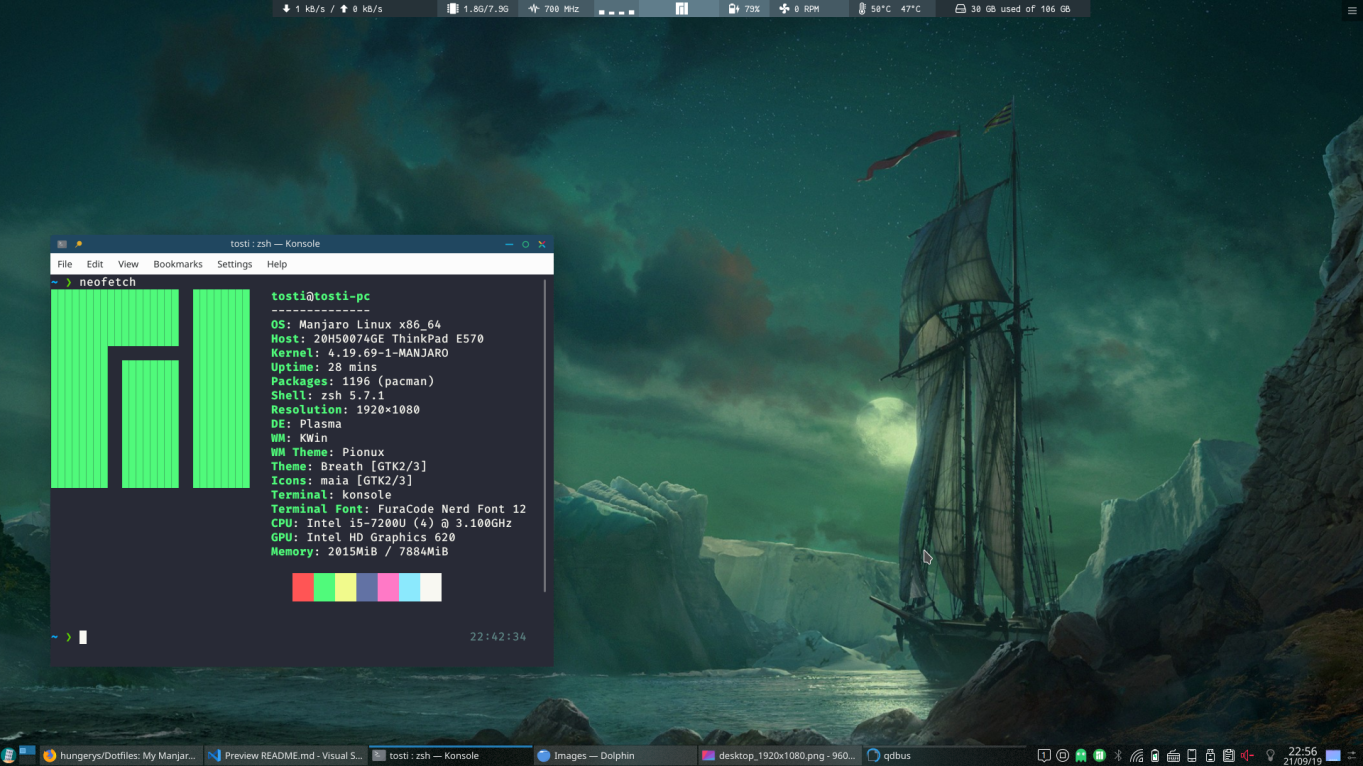 1 kB/s / 0 kB/s 1.8G/7.9G 700 MHz 79% 0 RPM 50°C 47°C 30 GB used of 106 GB
tosti : zsh — Konsole
File Edit View Bookmarks Settings Help
~ ❯ neofetch
tosti@tosti-pc
--------------
OS: Manjaro Linux x86_64
Host: 20H50074GE ThinkPad E570
Kernel: 4.19.69-1-MANJARO
Uptime: 28 mins
Packages: 1196 (pacman)
Shell: zsh 5.7.1
Resolution: 1920×1080
DE: Plasma
WM: KWin
WM Theme: Pionux
Theme: Breath [GTK2/3]
Icons: maia [GTK2/3]
Terminal: konsole
Terminal Font: FuraCode Nerd Font 12
CPU: Intel i5-7200U (4) @ 3.100GHz
GPU: Intel HD Graphics 620
Memory: 2015MiB / 7884MiB
~ ❯ 22:42:34
hungerys/Dotfiles: My Manjar... Preview README.md - Visual S... tosti : zsh — Konsole Images — Dolphin desktop_1920x1080.png - 960... qdbus 1 22:56
21/09/19